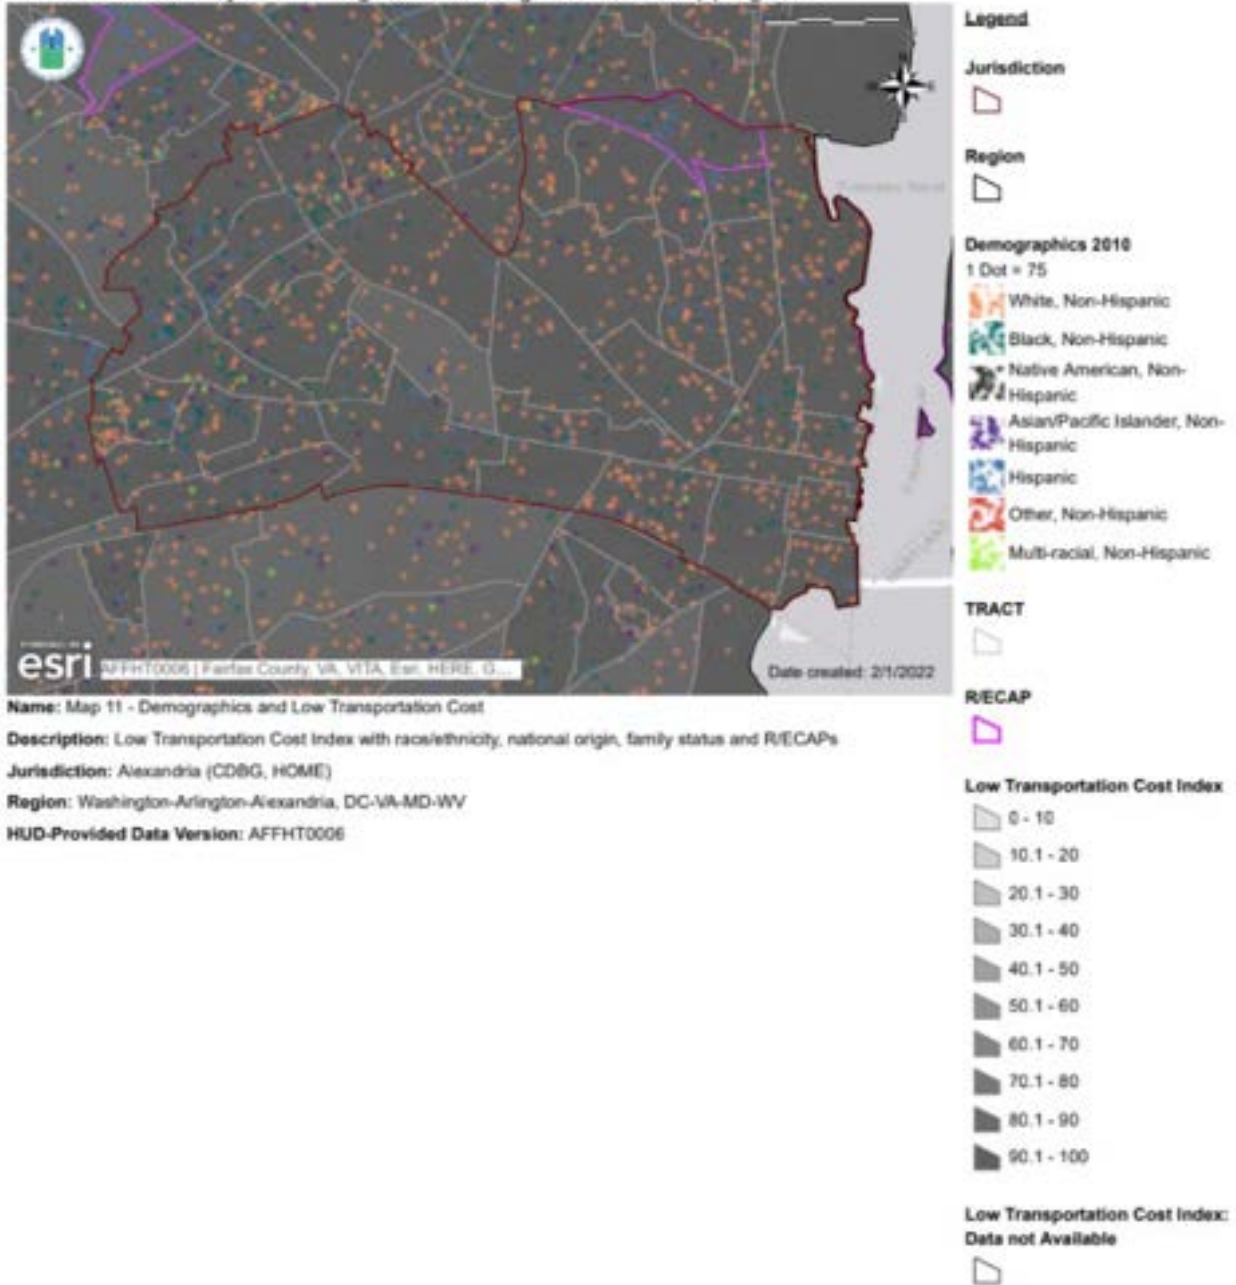 Legend
Jurisdiction
Region
Demographics 2010
1 Dot = 75
White, Non-Hispanic
Black, Non-Hispanic
Native American, Non-
Hispanic
Asian/Pacific Islander, Non-
Hispanic
Hispanic
Other, Non-Hispanic
Multi-racial, Non-Hispanic
TRACT
R/ECAP
Low Transportation Cost Index
0 - 10
10.1 - 20
20.1 - 30
30.1 - 40
40.1 - 50
50.1 - 60
60.1 - 70
70.1 - 80
80.1 - 90
90.1 - 100
Low Transportation Cost Index:
Data not Available
N
E
POWERED BY
esri
AFFHT0006 | Fairfax County, VA, VITA, Esri, HERE, G...
Date created: 2/1/2022
Name: Map 11 - Demographics and Low Transportation Cost
Description: Low Transportation Cost Index with race/ethnicity, national origin, family status and R/ECAPs
Jurisdiction: Alexandria (CDBG, HOME)
Region: Washington-Arlington-Alexandria, DC-VA-MD-WV
HUD-Provided Data Version: AFFHT0006